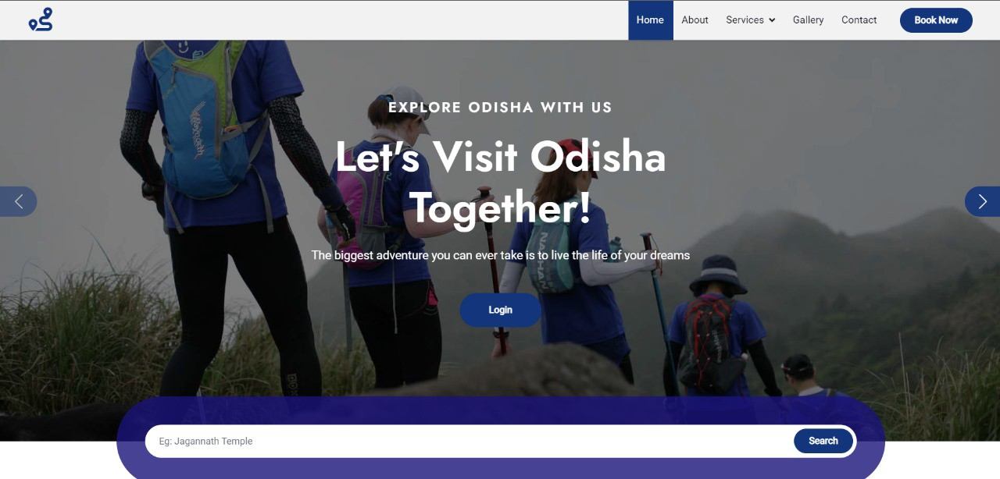 Home About Services Gallery Contact Book Now
EXPLORE ODISHA WITH US
Let's Visit Odisha
Together!
The biggest adventure you can ever take is to live the life of your dreams
Login
Eg: Jagannath Temple Search